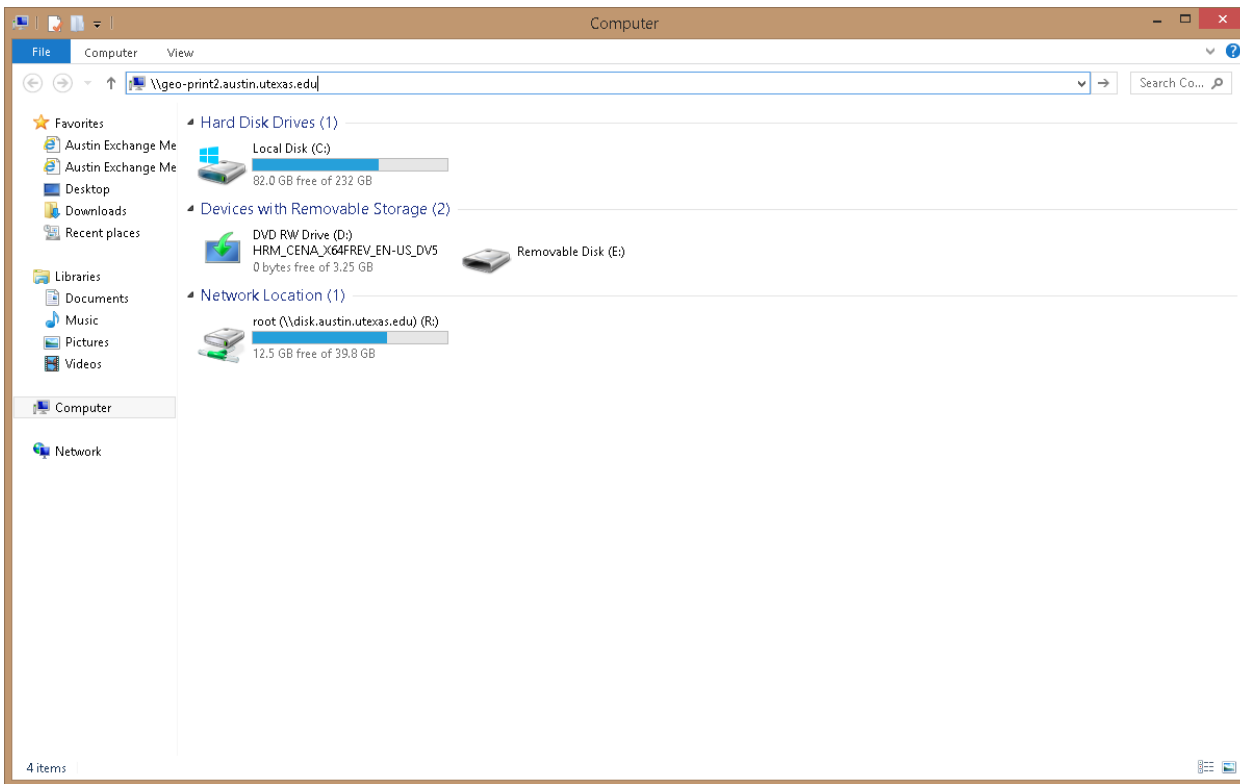 Computer
File Computer View
\\geo-print2.austin.utexas.edu Search Co...
Favorites
Austin Exchange Me
Austin Exchange Me
Desktop
Downloads
Recent places
Libraries
Documents
Music
Pictures
Videos
Computer
Network
Hard Disk Drives (1)
Local Disk (C:)
82.0 GB free of 232 GB
Devices with Removable Storage (2)
DVD RW Drive (D:)
HRM_CENA_X64FREV_EN-US_DV5
0 bytes free of 3.25 GB
Removable Disk (E:)
Network Location (1)
root (\\disk.austin.utexas.edu) (R:)
12.5 GB free of 39.8 GB
4 items